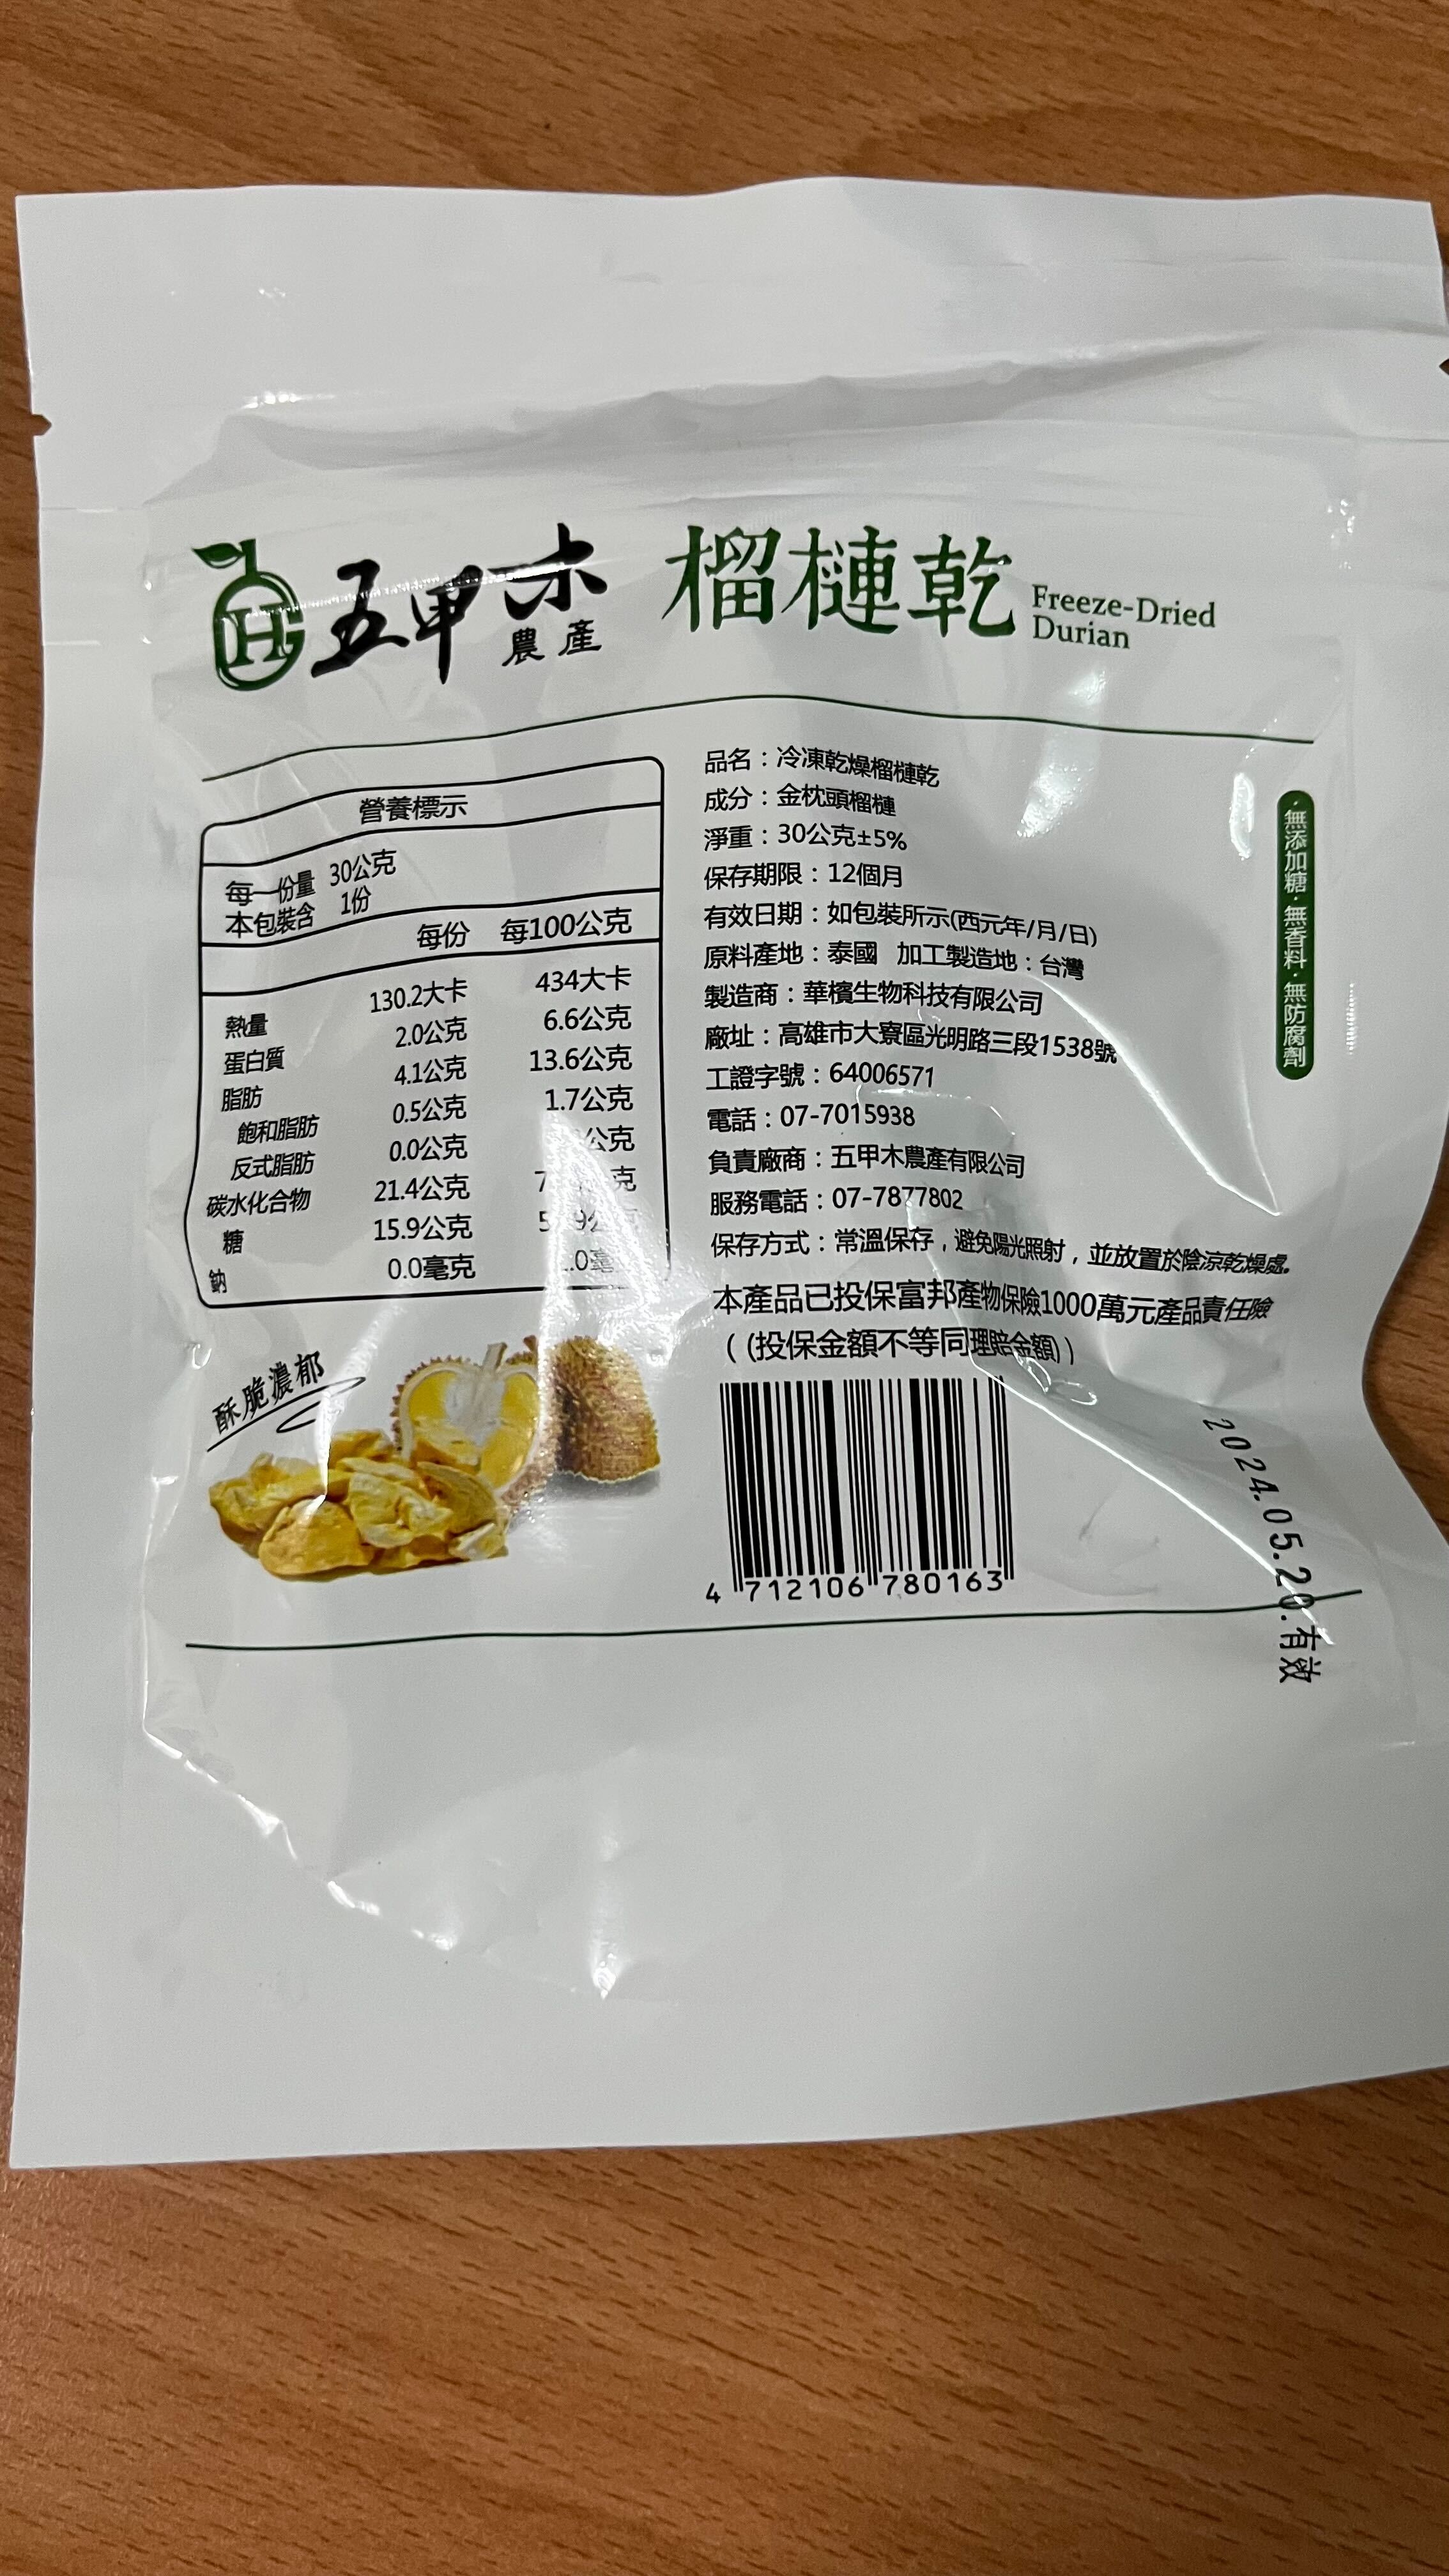 HG 五甲木 農產
榴槤乾 Freeze-Dried
Durian
營養標示
每一份量 30公克
本包裝含 1份
每份 每100公克
熱量 130.2大卡 434大卡
蛋白質 2.0公克 6.6公克
脂肪 4.1公克 13.6公克
飽和脂肪 0.5公克 1.7公克
反式脂肪 0.0公克 公克
碳水化合物 21.4公克
糖 15.9公克
鈉 0.0毫克
酥脆濃郁
品名：冷凍乾燥榴槤乾
成分：金枕頭榴槤
淨重：30公克±5%
保存期限：12個月
有效日期：如包裝所示(西元年/月/日)
原料產地：泰國 加工製造地：台灣
製造商：華檳生物科技有限公司
廠址：高雄市大寮區光明路三段1538號
工證字號：64006571
電話：07-7015938
負責廠商：五甲木農產有限公司
服務電話：07-7877802
保存方式：常溫保存，避免陽光照射，並放置於陰涼乾燥處。
本產品已投保富邦產物保險1000萬元產品責任險
（(投保金額不等同理賠金額)）
4 712106 780163
·無添加糖·無香料·無防腐劑
2024.05.20.有效